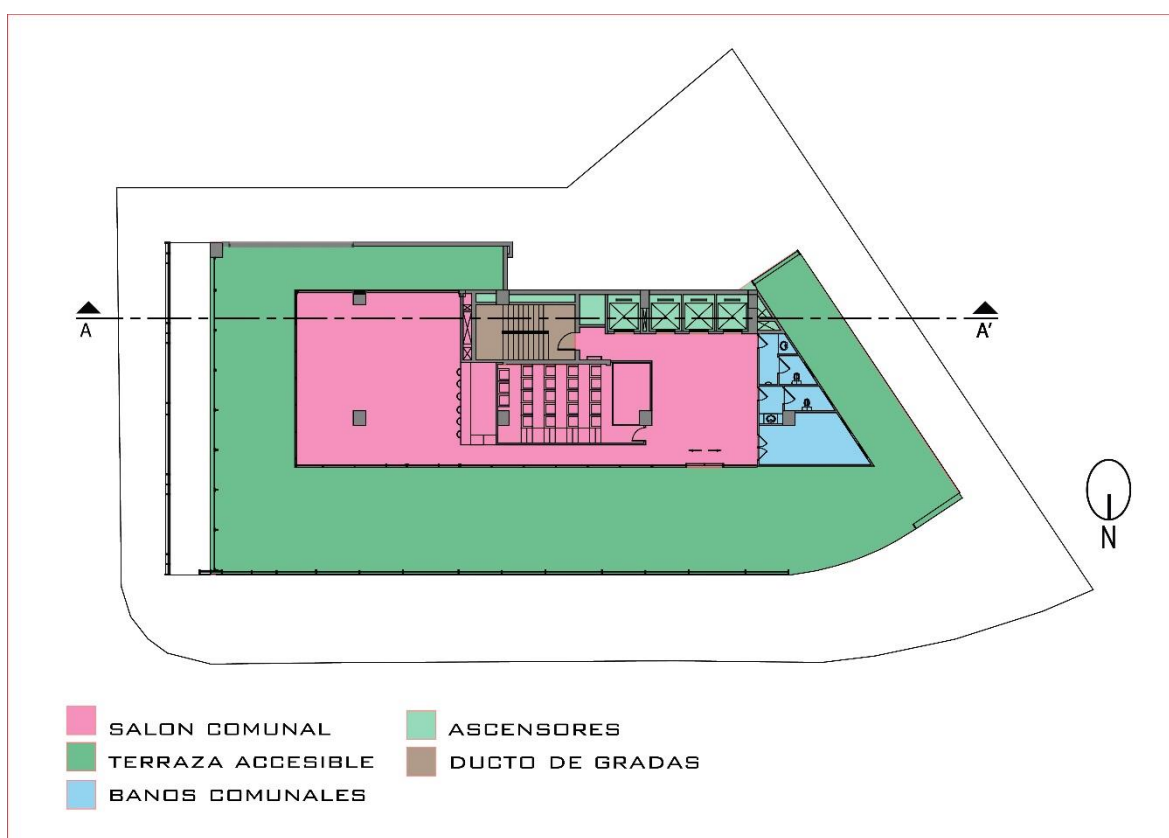 A
A'
N
SALON COMUNAL
TERRAZA ACCESIBLE
BANOS COMUNALES
ASCENSORES
DUCTO DE GRADAS